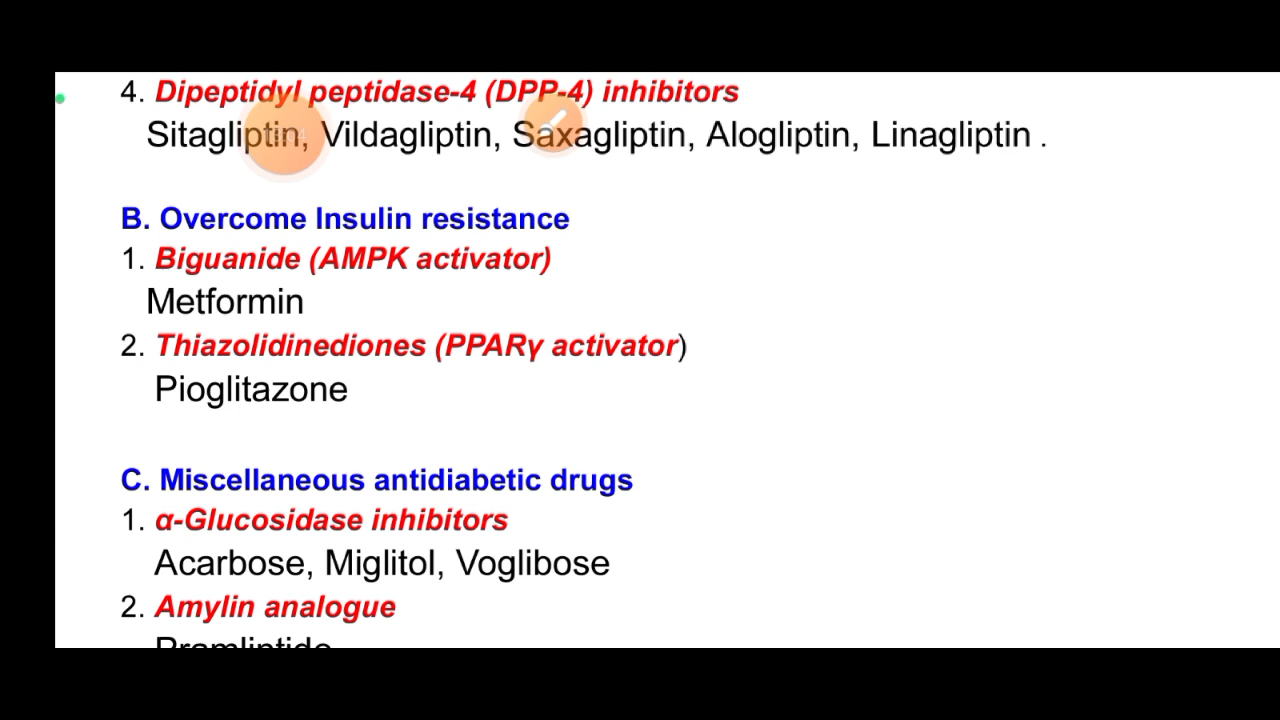 4. Dipeptidyl peptidase-4 (DPP-4) inhibitors
Sitagliptin, Vildagliptin, Saxagliptin, Alogliptin, Linagliptin .
B. Overcome Insulin resistance
1. Biguanide (AMPK activator)
Metformin
2. Thiazolidinediones (PPARγ activator)
Pioglitazone
C. Miscellaneous antidiabetic drugs
1. α-Glucosidase inhibitors
Acarbose, Miglitol, Voglibose
2. Amylin analogue